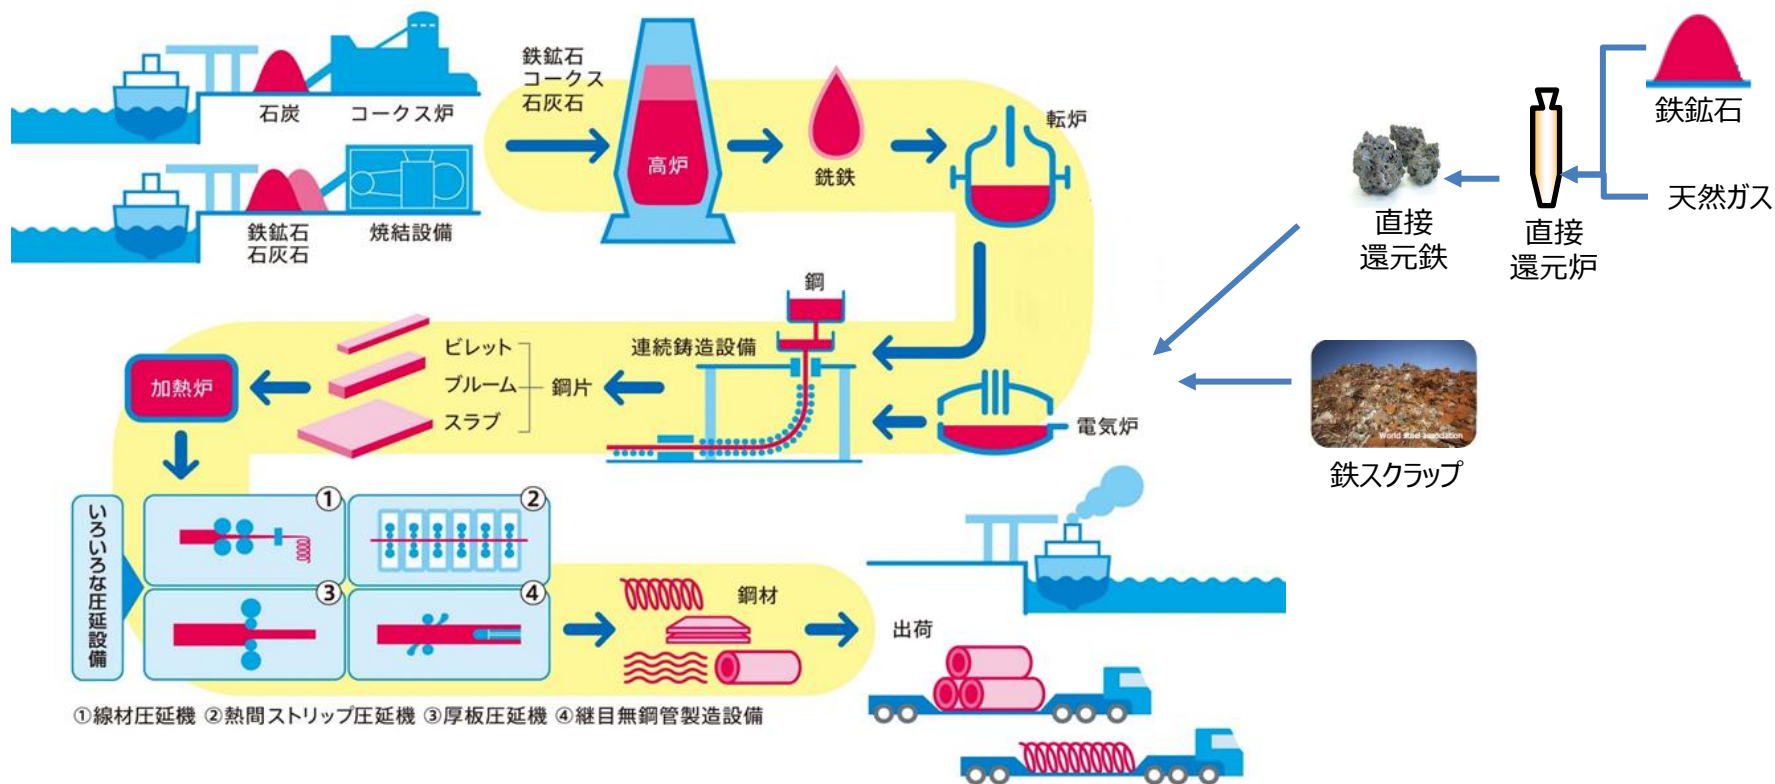 石炭
コークス炉
鉄鉱石
石灰石
焼結設備
鉄鉱石
コークス
石灰石
高炉
銑鉄
転炉
鉄鉱石
天然ガス
直接
還元炉
直接
還元鉄
鋼
連続鋳造設備
電気炉
World steel association
鉄スクラップ
ビレット
ブルーム
スラブ
鋼片
加熱炉
いろいろな圧延設備
①
②
③
④
鋼材
出荷
①線材圧延機 ②熱間ストリップ圧延機 ③厚板圧延機 ④継目無鋼管製造設備